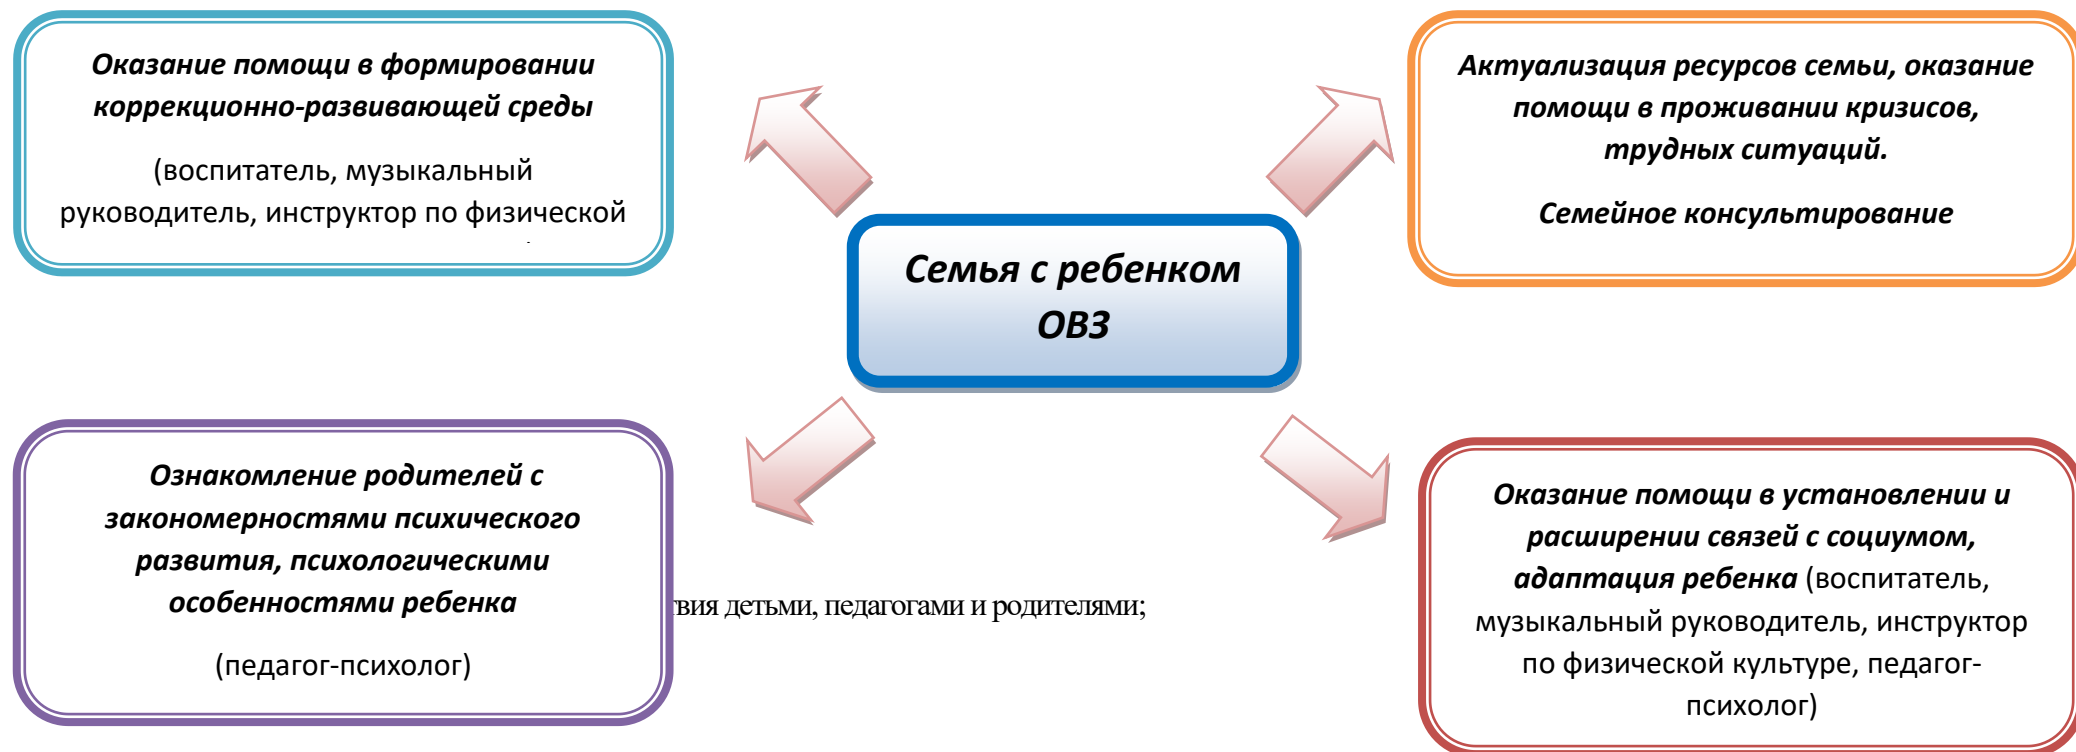 Оказание помощи в формировании
коррекционно-развивающей среды
(воспитатель, музыкальный
руководитель, инструктор по физической
Актуализация ресурсов семьи, оказание
помощи в проживании кризисов,
трудных ситуаций.
Семейное консультирование
Семья с ребенком
ОВЗ
Ознакомление родителей с
закономерностями психического
развития, психологическими
особенностями ребенка
(педагог-психолог)
детьми, педагогами и родителями;
Оказание помощи в установлении и
расширении связей с социумом,
адаптация ребенка (воспитатель,
музыкальный руководитель, инструктор
по физической культуре, педагог-
психолог)